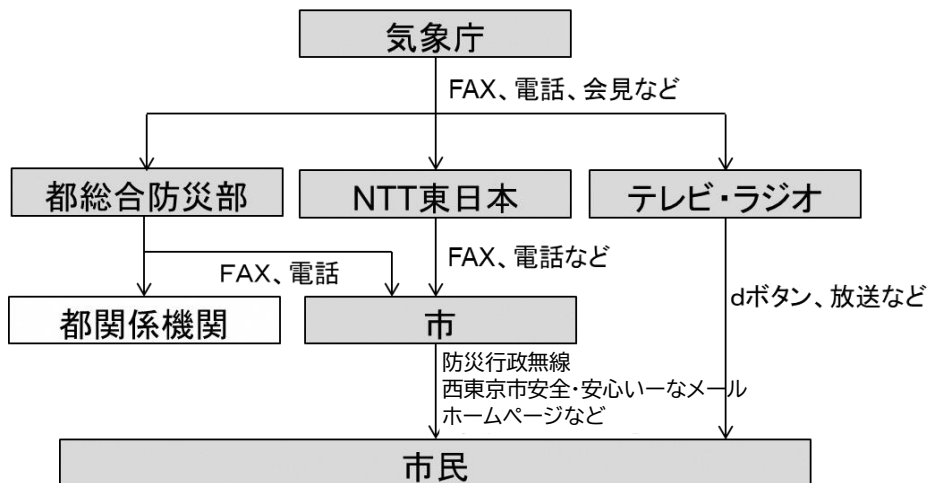 気象庁
FAX、電話、会見など
都総合防災部
NTT東日本
テレビ・ラジオ
FAX、電話
FAX、電話など
dボタン、放送など
都関係機関
市
防災行政無線
西東京市安全・安心いーなメール
ホームページなど
市民